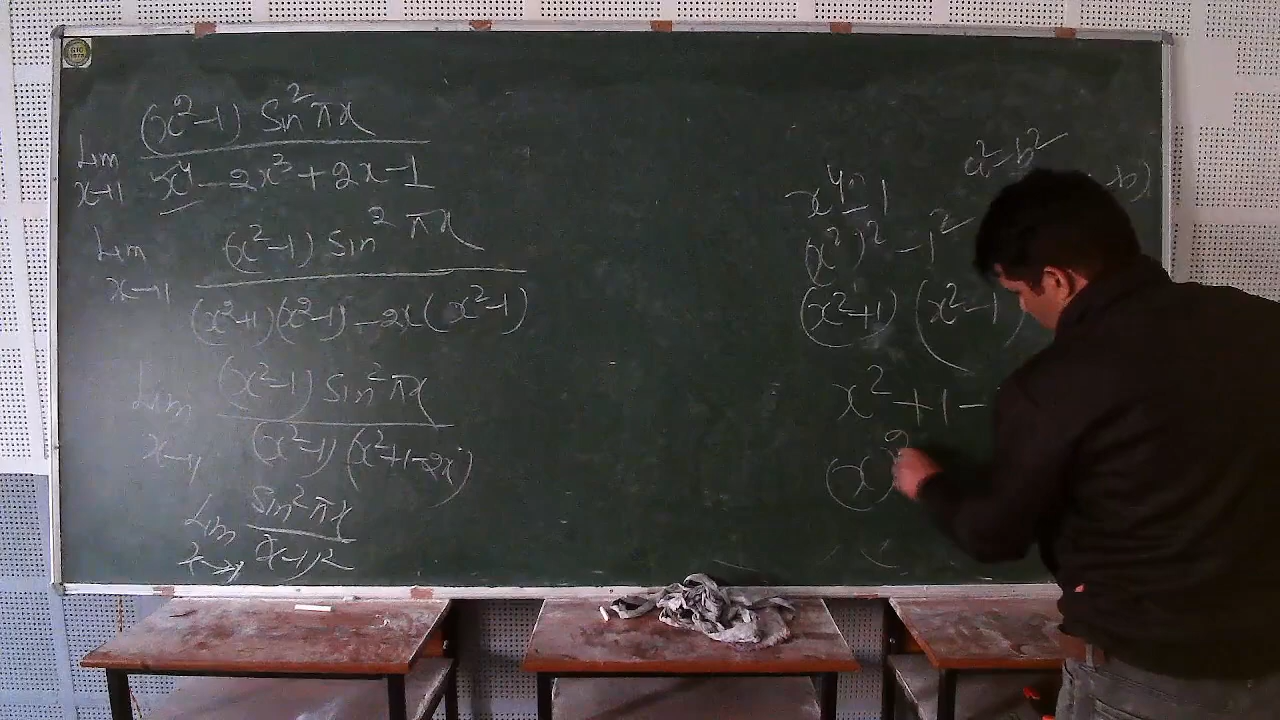 Lim x→1 (x²-1) Sin²πx / x⁴-2x³+2x-1
Lim x→1 (x²-1) Sin²πx / (x²+1)(x²-1)-2x(x²-1)
Lim x→1 (x²-1) Sin²πx / (x²-1)(x²+1-2x)
Lim x→1 Sin²πx / (x-1)²
a²-b²
b)
x⁴-1
(x²)²-1²
(x²+1)(x²-1)
x²+1-
(x)²